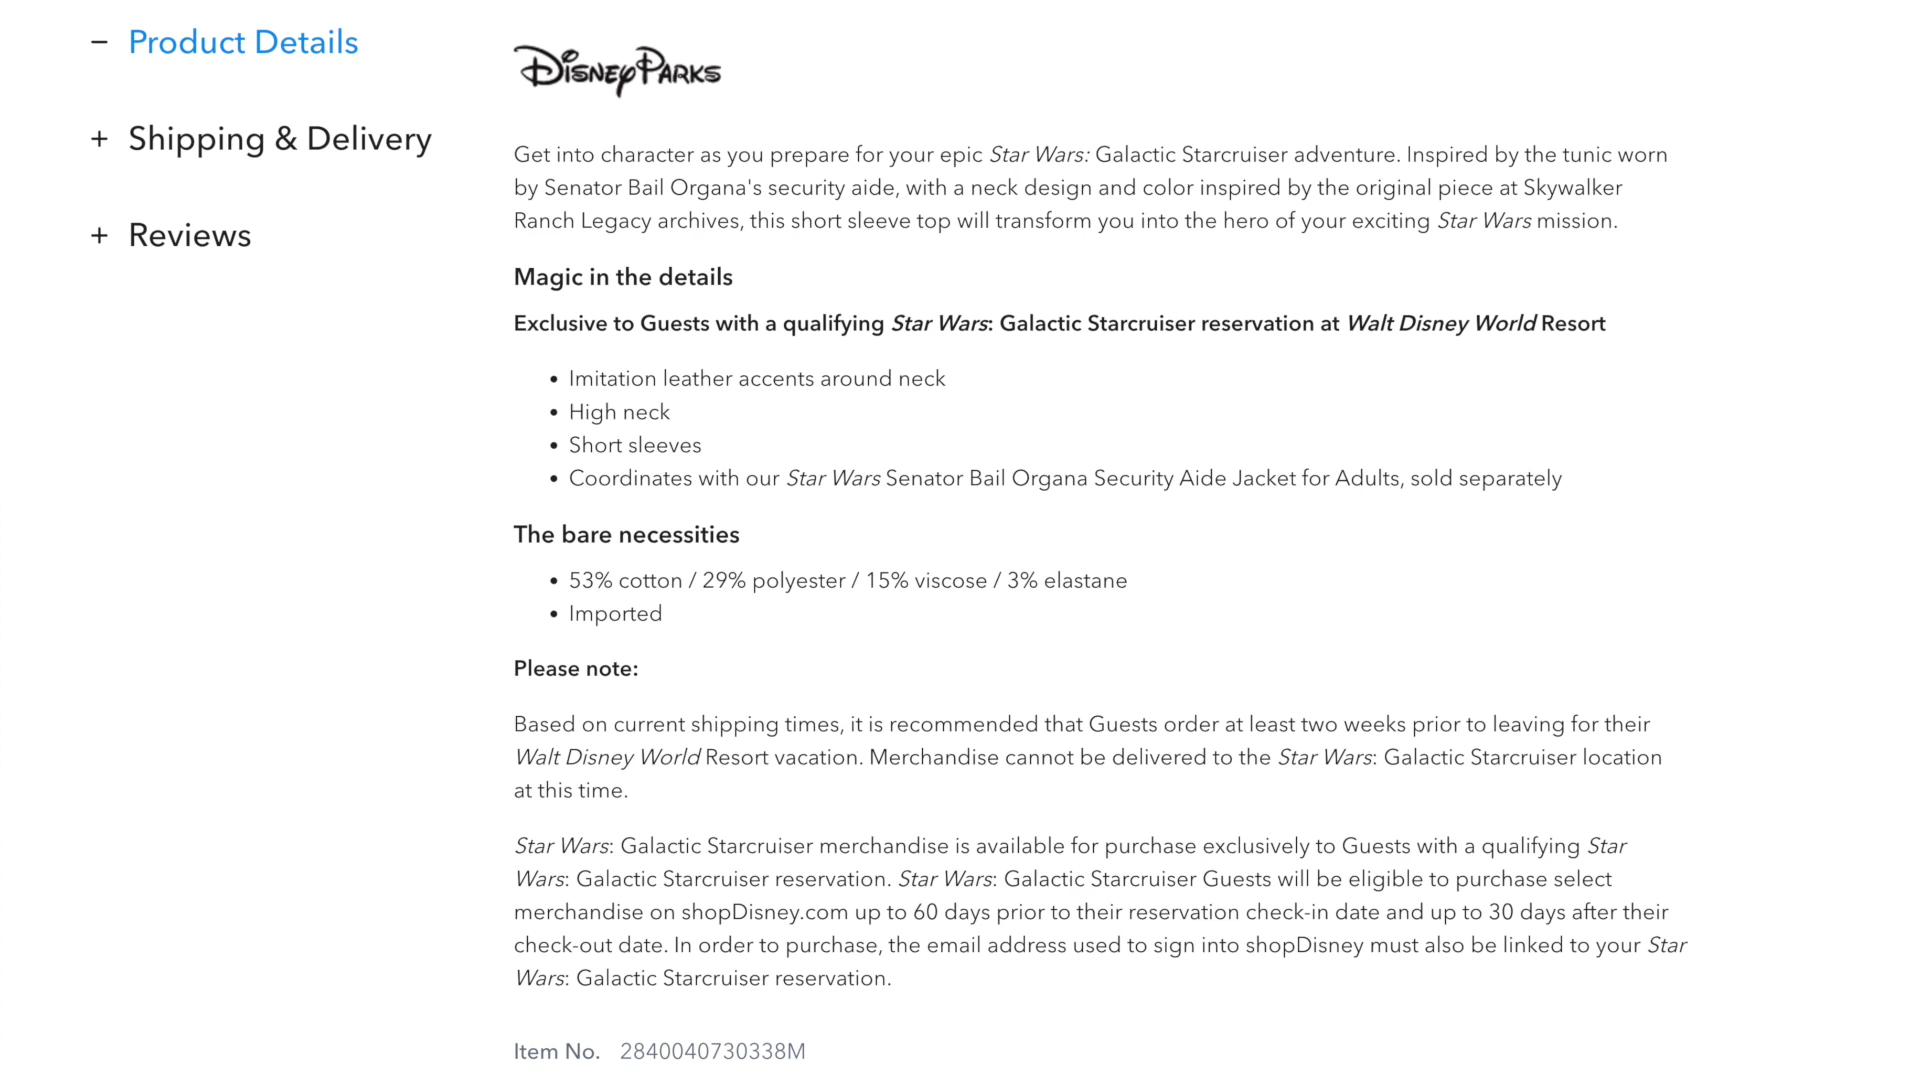 − Product Details
+ Shipping & Delivery
+ Reviews
Disney Parks
Get into character as you prepare for your epic Star Wars: Galactic Starcruiser adventure. Inspired by the tunic worn
by Senator Bail Organa's security aide, with a neck design and color inspired by the original piece at Skywalker
Ranch Legacy archives, this short sleeve top will transform you into the hero of your exciting Star Wars mission.
Magic in the details
Exclusive to Guests with a qualifying Star Wars: Galactic Starcruiser reservation at Walt Disney World Resort
• Imitation leather accents around neck
• High neck
• Short sleeves
• Coordinates with our Star Wars Senator Bail Organa Security Aide Jacket for Adults, sold separately
The bare necessities
• 53% cotton / 29% polyester / 15% viscose / 3% elastane
• Imported
Please note:
Based on current shipping times, it is recommended that Guests order at least two weeks prior to leaving for their
Walt Disney World Resort vacation. Merchandise cannot be delivered to the Star Wars: Galactic Starcruiser location
at this time.
Star Wars: Galactic Starcruiser merchandise is available for purchase exclusively to Guests with a qualifying Star
Wars: Galactic Starcruiser reservation. Star Wars: Galactic Starcruiser Guests will be eligible to purchase select
merchandise on shopDisney.com up to 60 days prior to their reservation check-in date and up to 30 days after their
check-out date. In order to purchase, the email address used to sign into shopDisney must also be linked to your Star
Wars: Galactic Starcruiser reservation.
Item No. 2840040730338M